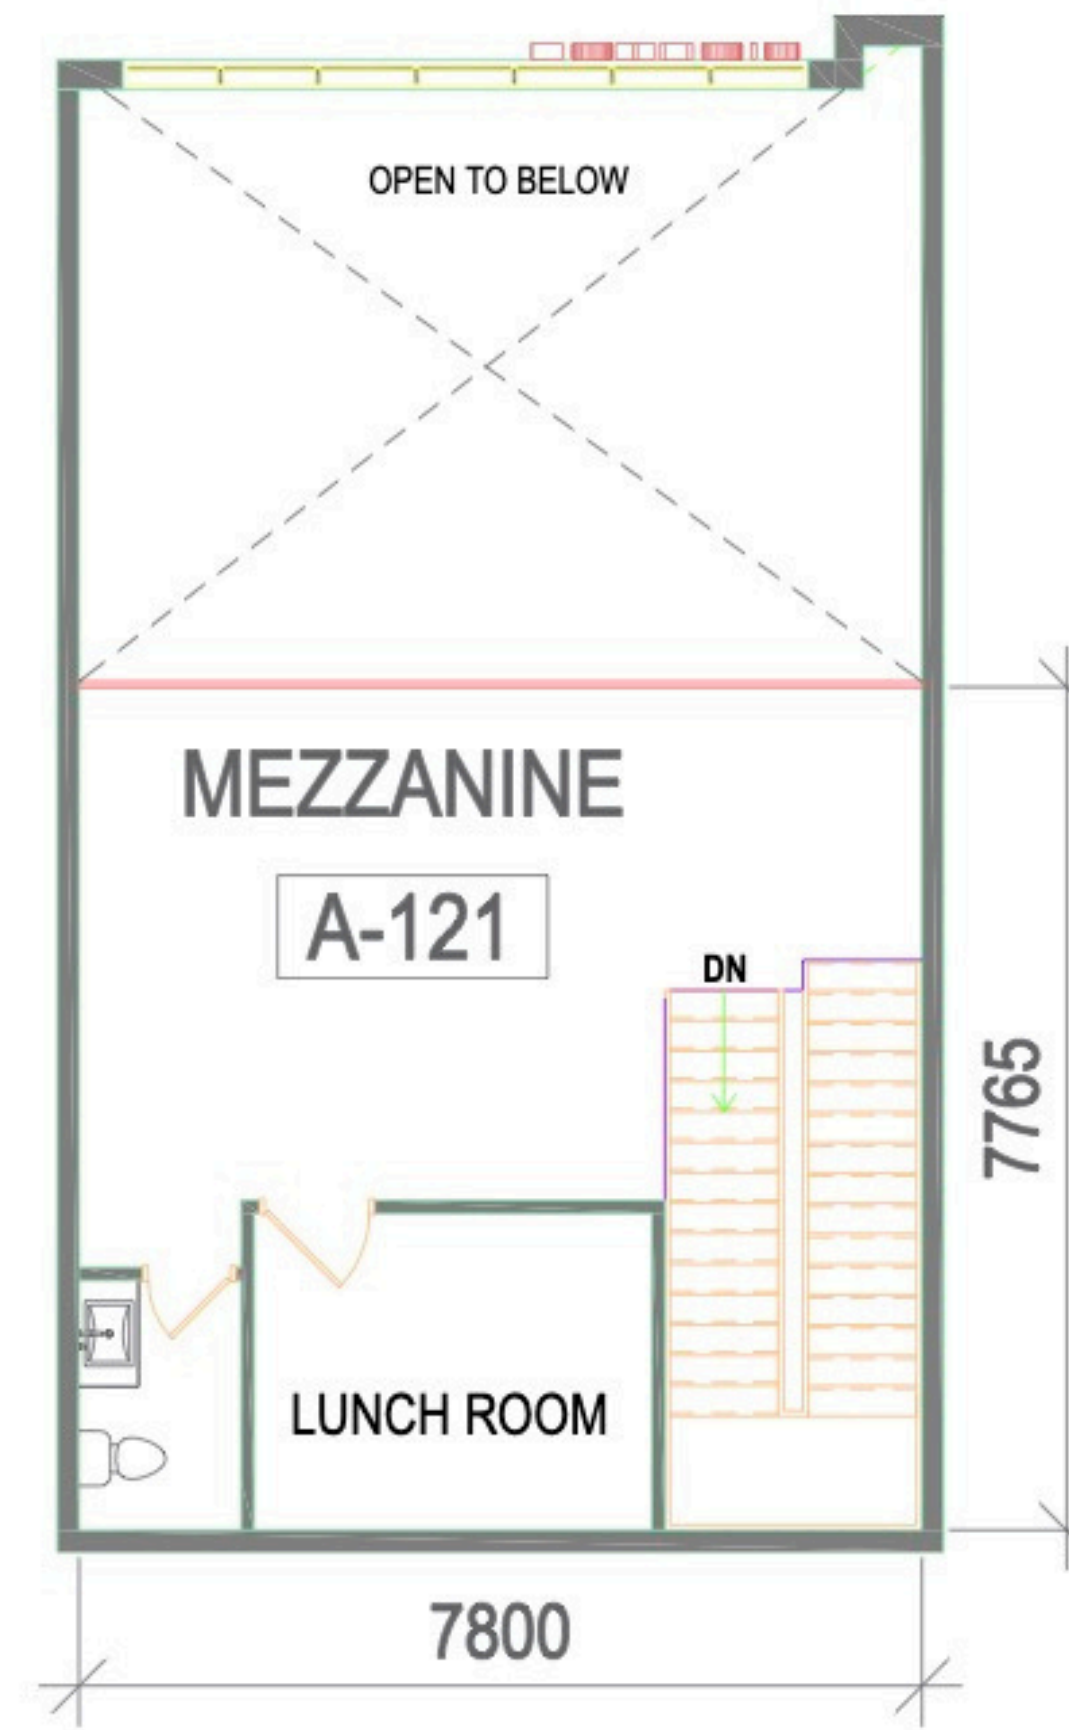 OPEN TO BELOW
MEZZANINE
A-121
DN
7765
LUNCH ROOM
7800